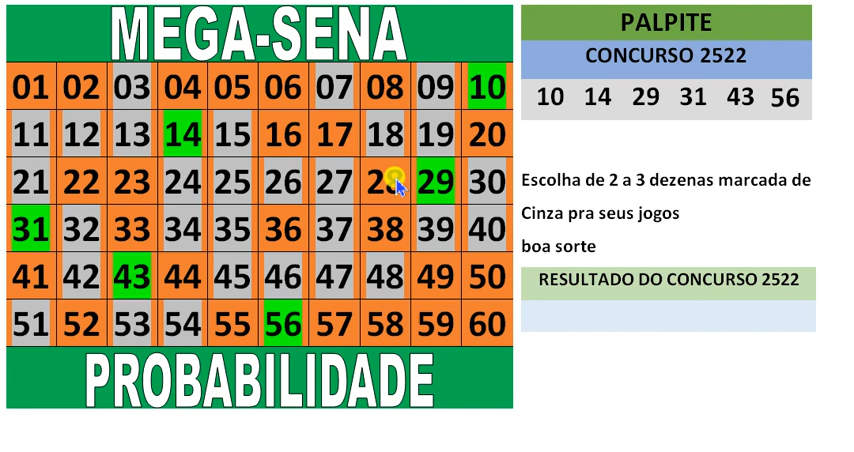 MEGA-SENA
01 02 03 04 05 06 07 08 09 10
11 12 13 14 15 16 17 18 19 20
21 22 23 24 25 26 27 28 29 30
31 32 33 34 35 36 37 38 39 40
41 42 43 44 45 46 47 48 49 50
51 52 53 54 55 56 57 58 59 60
PROBABILIDADE
PALPITE
CONCURSO 2522
10 14 29 31 43 56
Escolha de 2 a 3 dezenas marcada de
Cinza pra seus jogos
boa sorte
RESULTADO DO CONCURSO 2522